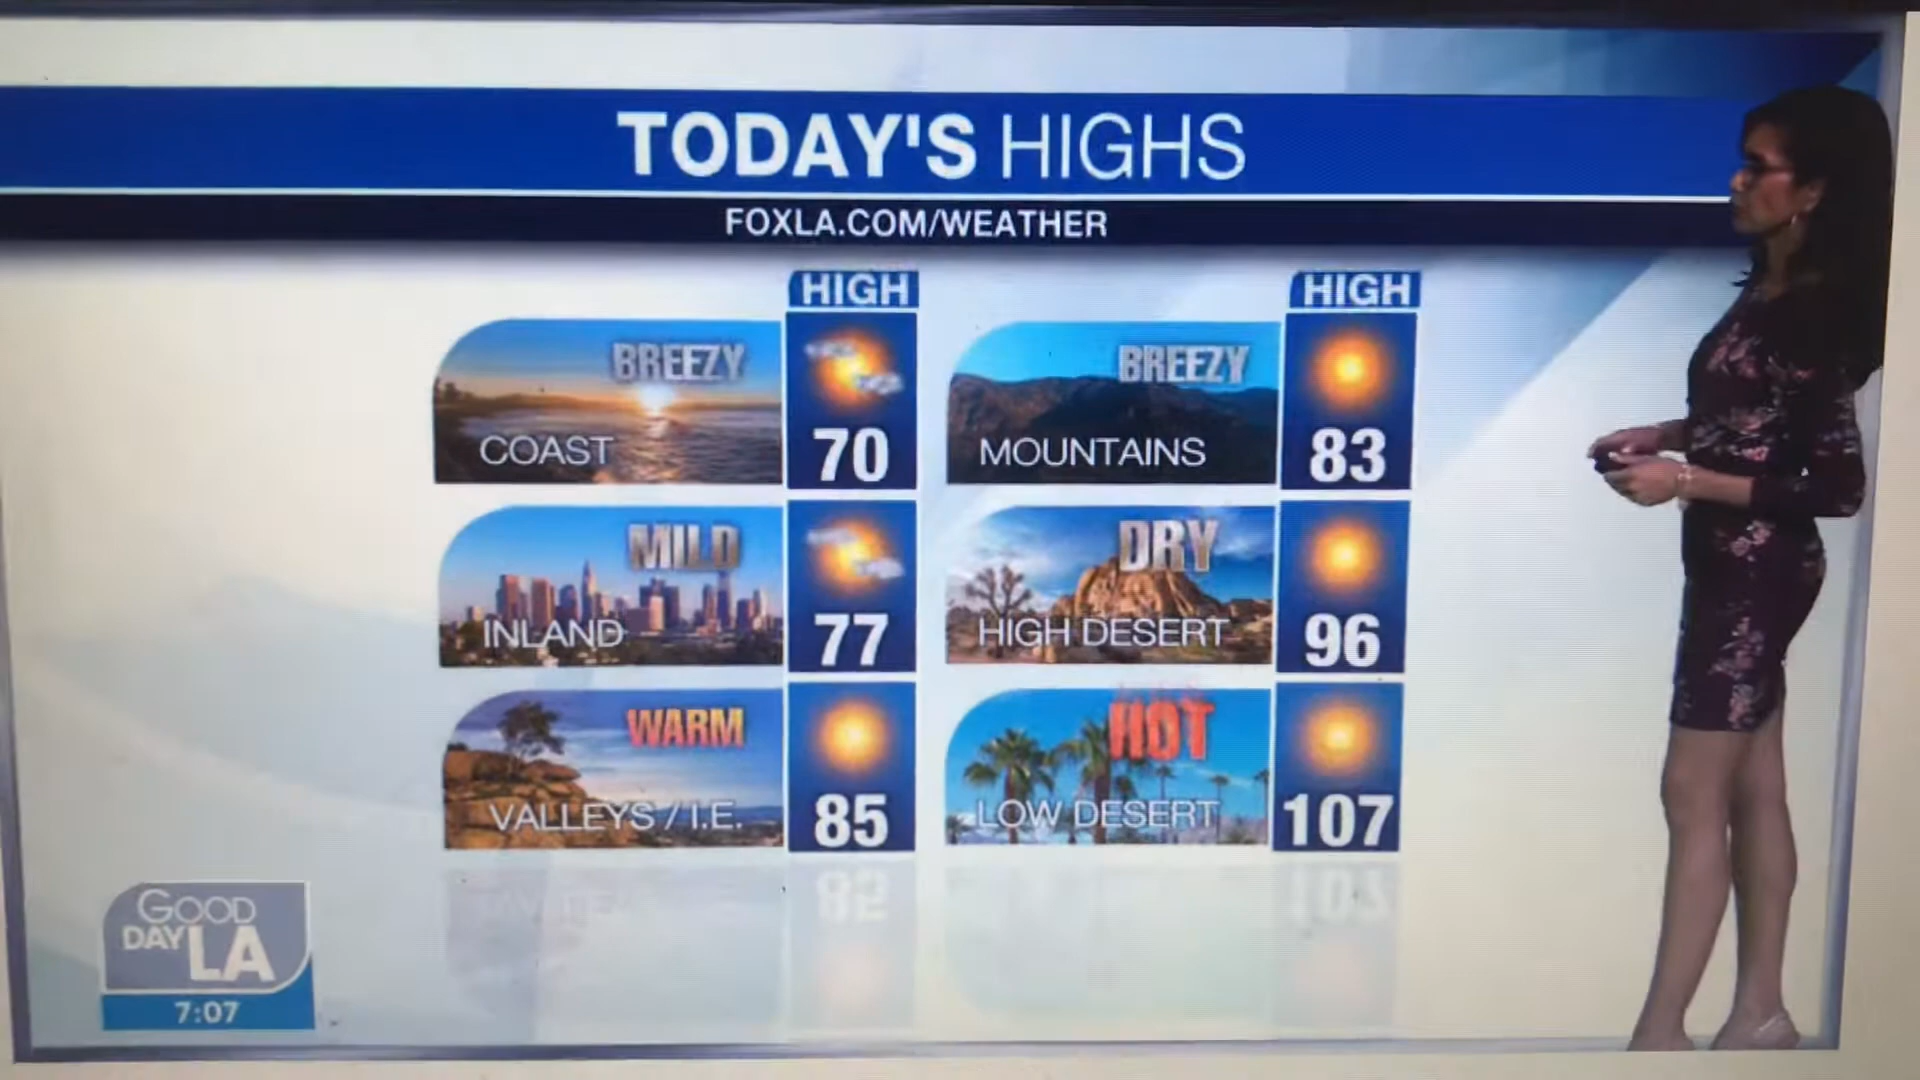 TODAY'S HIGHS
FOXLA.COM/WEATHER
HIGH
BREEZY
COAST
70
MILD
INLAND
77
WARM
VALLEYS / I.E.
85
HIGH
BREEZY
MOUNTAINS
83
DRY
HIGH DESERT
96
HOT
LOW DESERT
107
GOOD
DAY LA
7:07